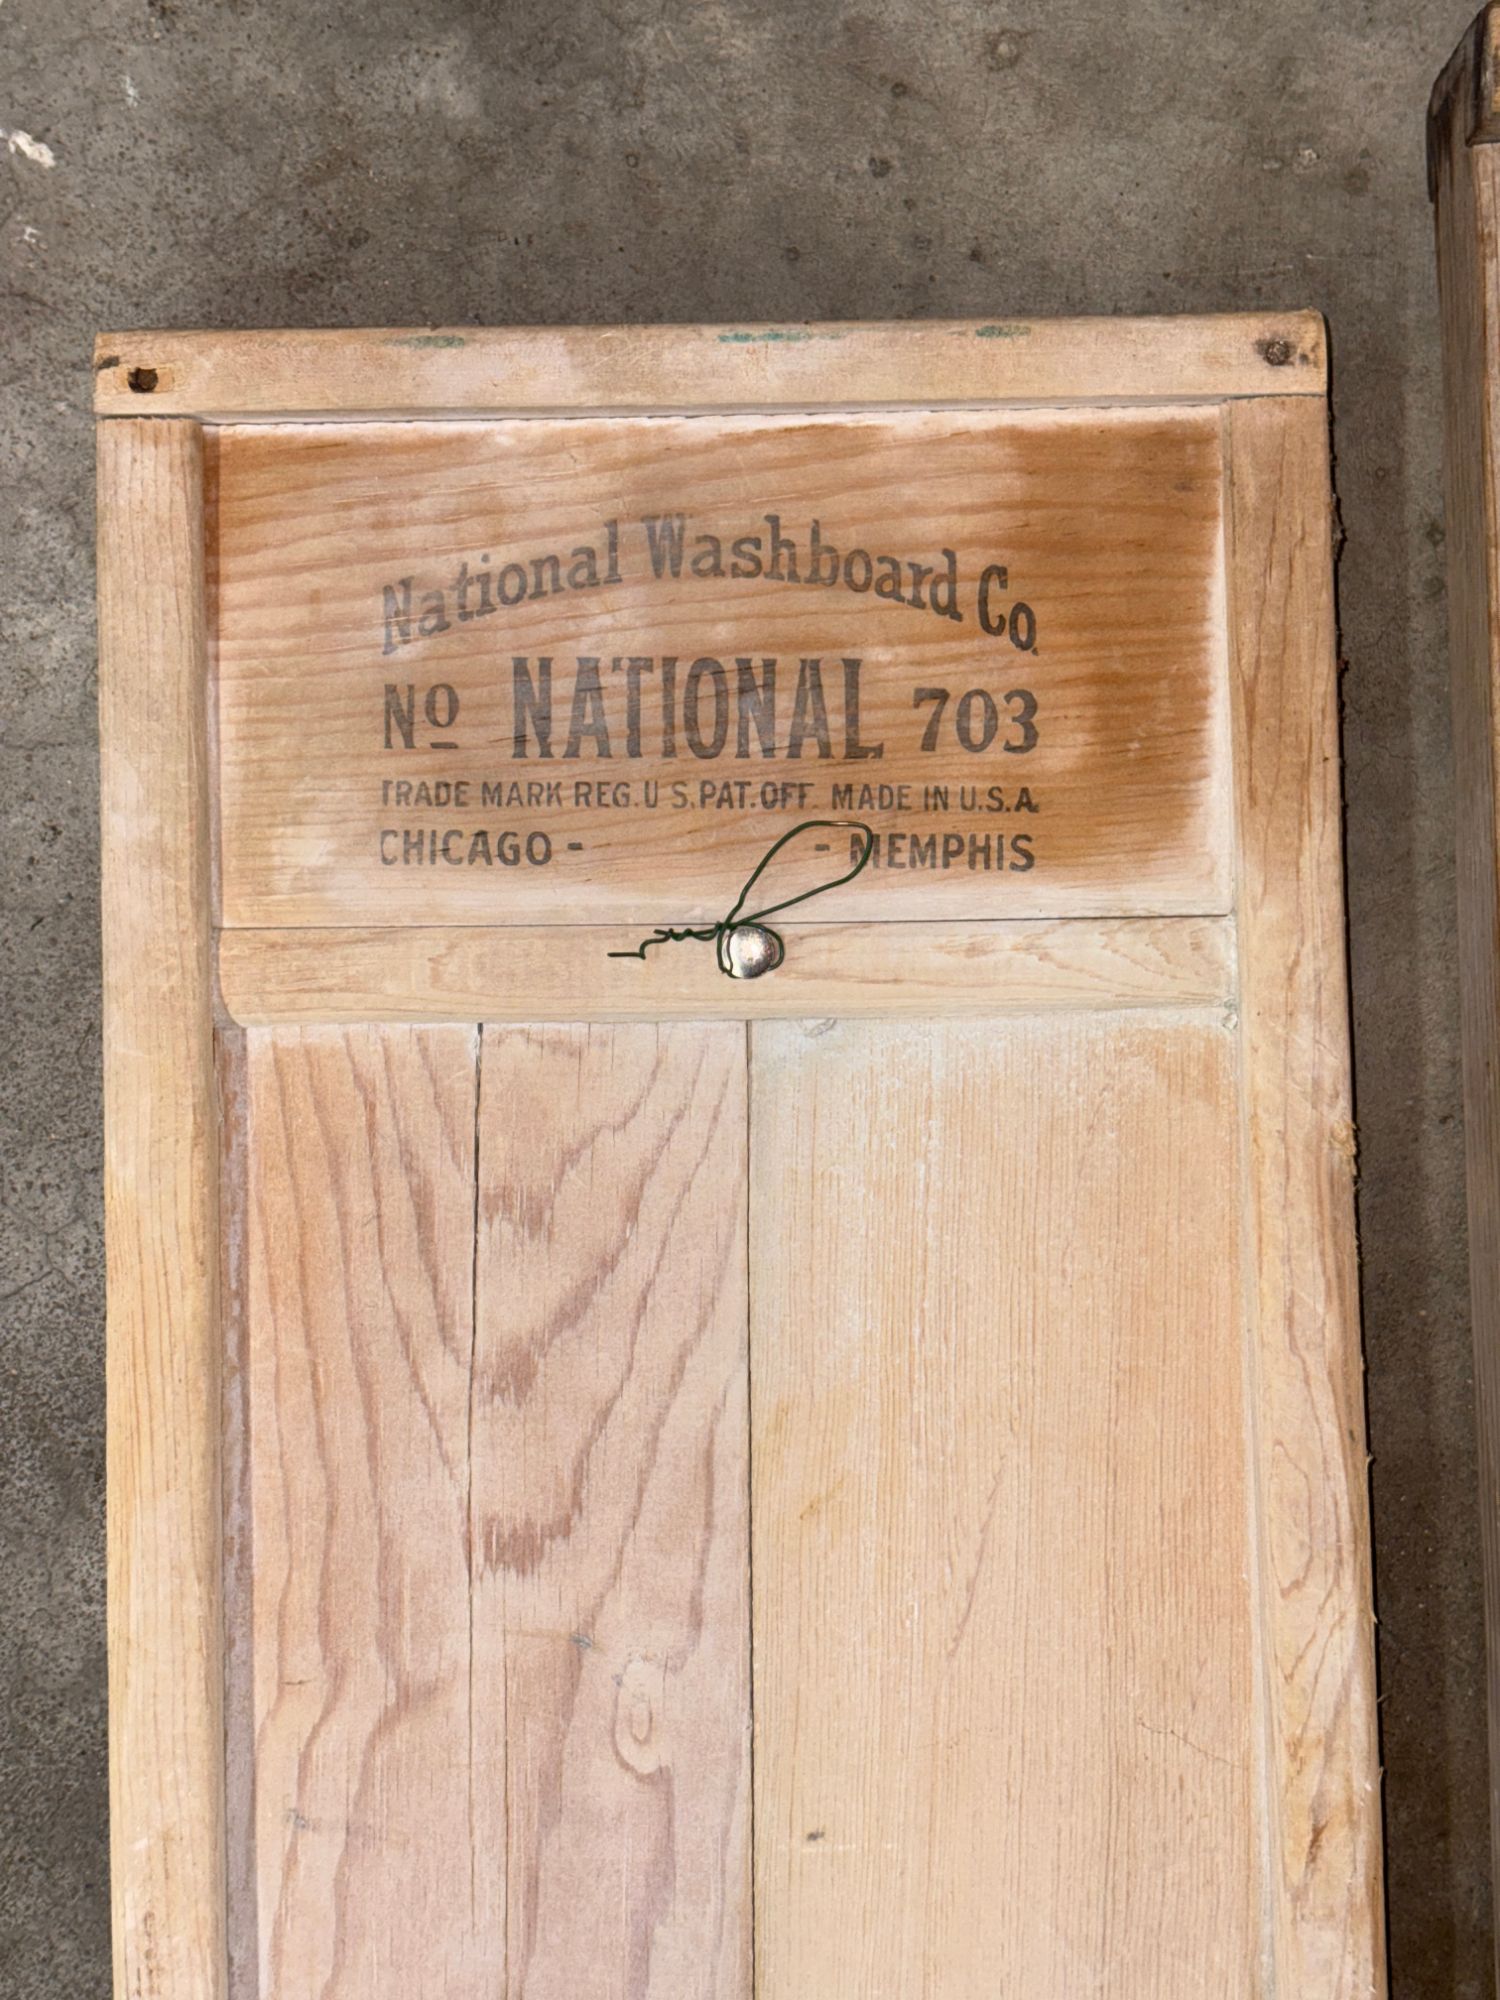 National Washboard Co.
No NATIONAL 703
TRADE MARK REG. U.S. PAT. OFF. MADE IN U.S.A.
CHICAGO - - MEMPHIS